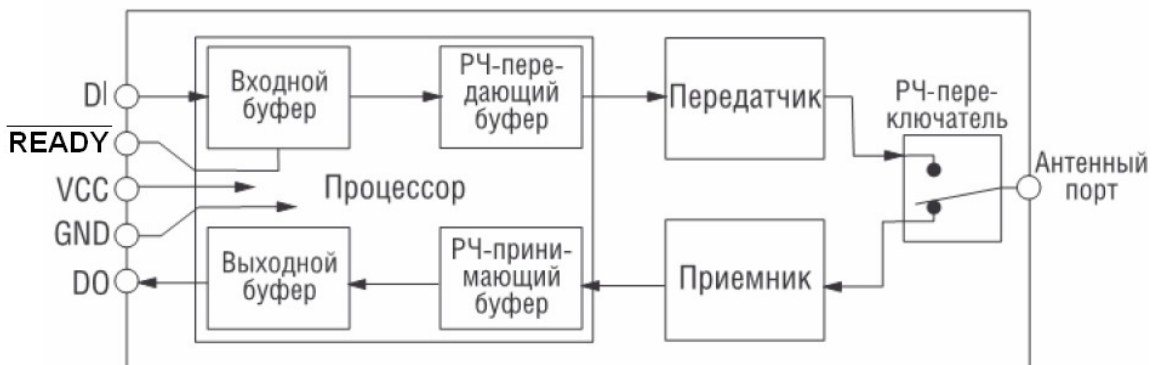 DI
READY
VCC
GND
DO
Входной
буфер
РЧ-пере-
дающий
буфер
Процессор
Выходной
буфер
РЧ-прини-
мающий
буфер
Передатчик
Приемник
РЧ-пере-
ключатель
Антенный
порт